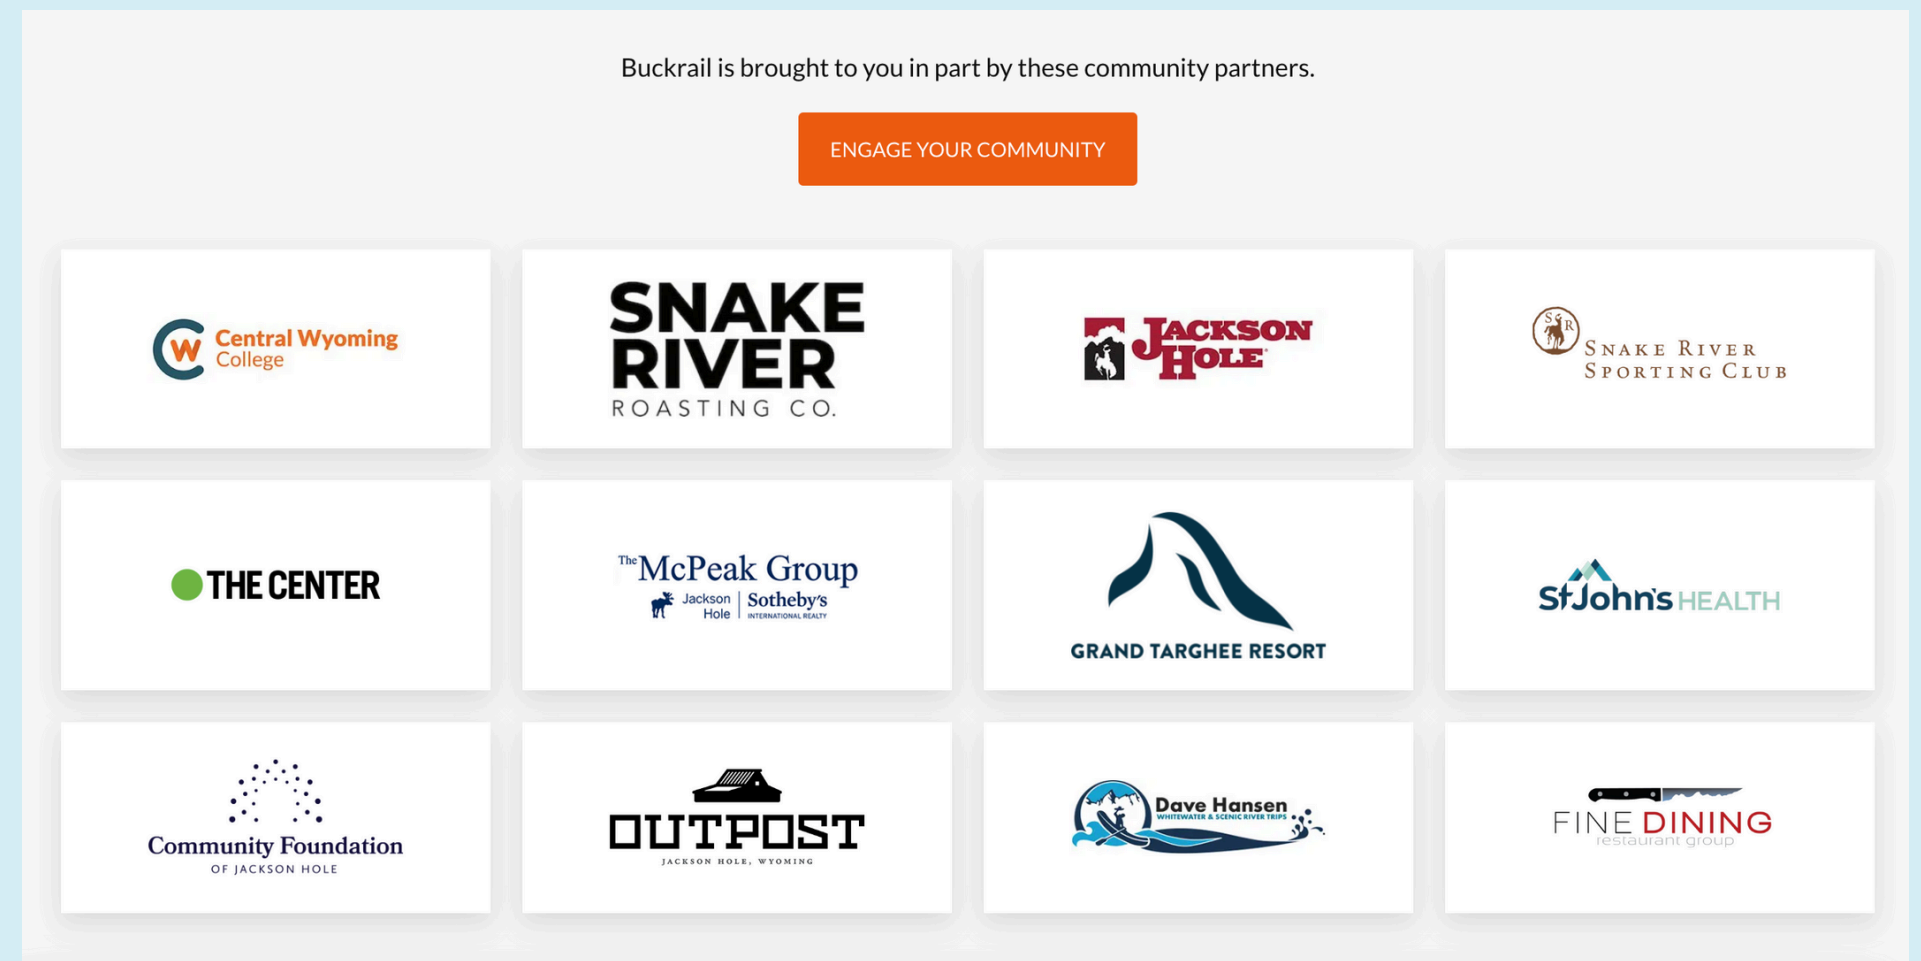 Buckrail is brought to you in part by these community partners.
ENGAGE YOUR COMMUNITY
CW
Central Wyoming
College
SNAKE
RIVER
ROASTING CO.
JACKSON
HOLE
S R
SNAKE RIVER
SPORTING CLUB
THE CENTER
The McPeak Group
Jackson
Hole
Sotheby's
INTERNATIONAL REALTY
GRAND TARGHEE RESORT
St John's HEALTH
Community Foundation
OF JACKSON HOLE
OUTPOST
JACKSON HOLE, WYOMING
Dave Hansen
WHITEWATER & SCENIC RIVER TRIPS
FINE DINING
restaurant group